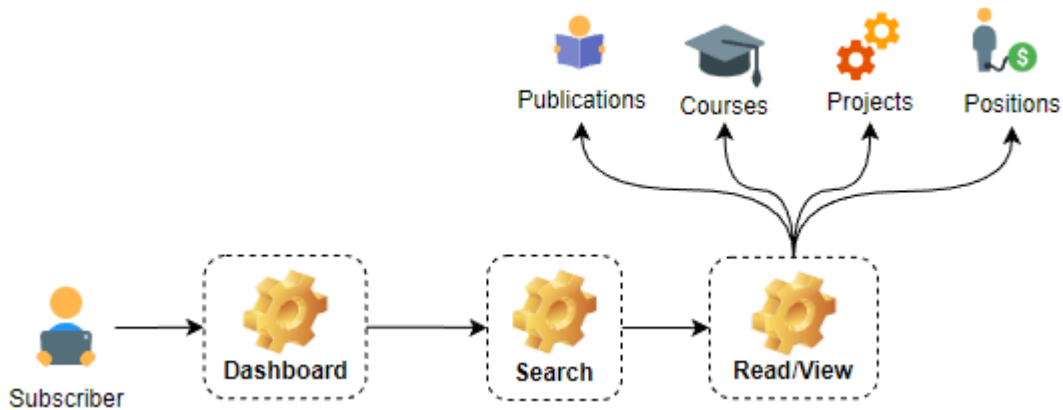 Publications
Courses
Projects
Positions
$
Dashboard
Search
Read/View
Subscriber